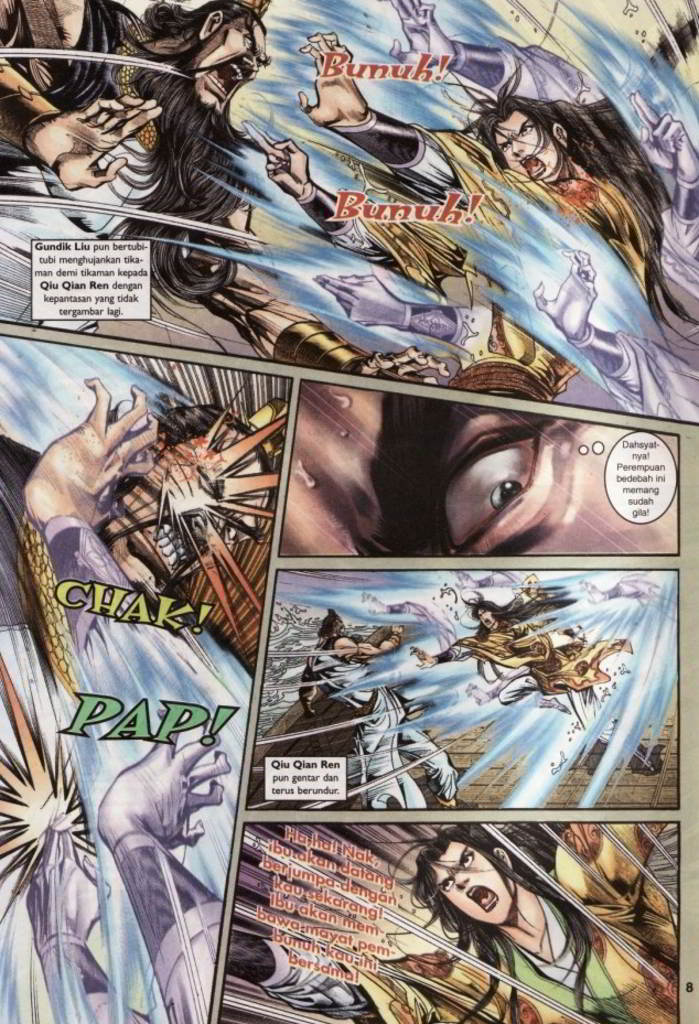 Bunuh!
Bunuh!
Gundik Liu pun bertubi-
tubi menghujankan tika-
man demi tikaman kepada
Qiu Qian Ren dengan
kepantasan yang tidak
tergambar lagi.
Dahsyat-
nya!
Perempuan
bedebah ini
memang
sudah
gila!
CHAK!
PAP!
Qiu Qian Ren
pun gentar dan
terus berundur.
Ha-ha! Nak,
ibu akan datang
berjumpa dengan
kau sekarang!
Ibu akan mem-
bawa mayat pem-
bunuh kau ini
bersama!
8